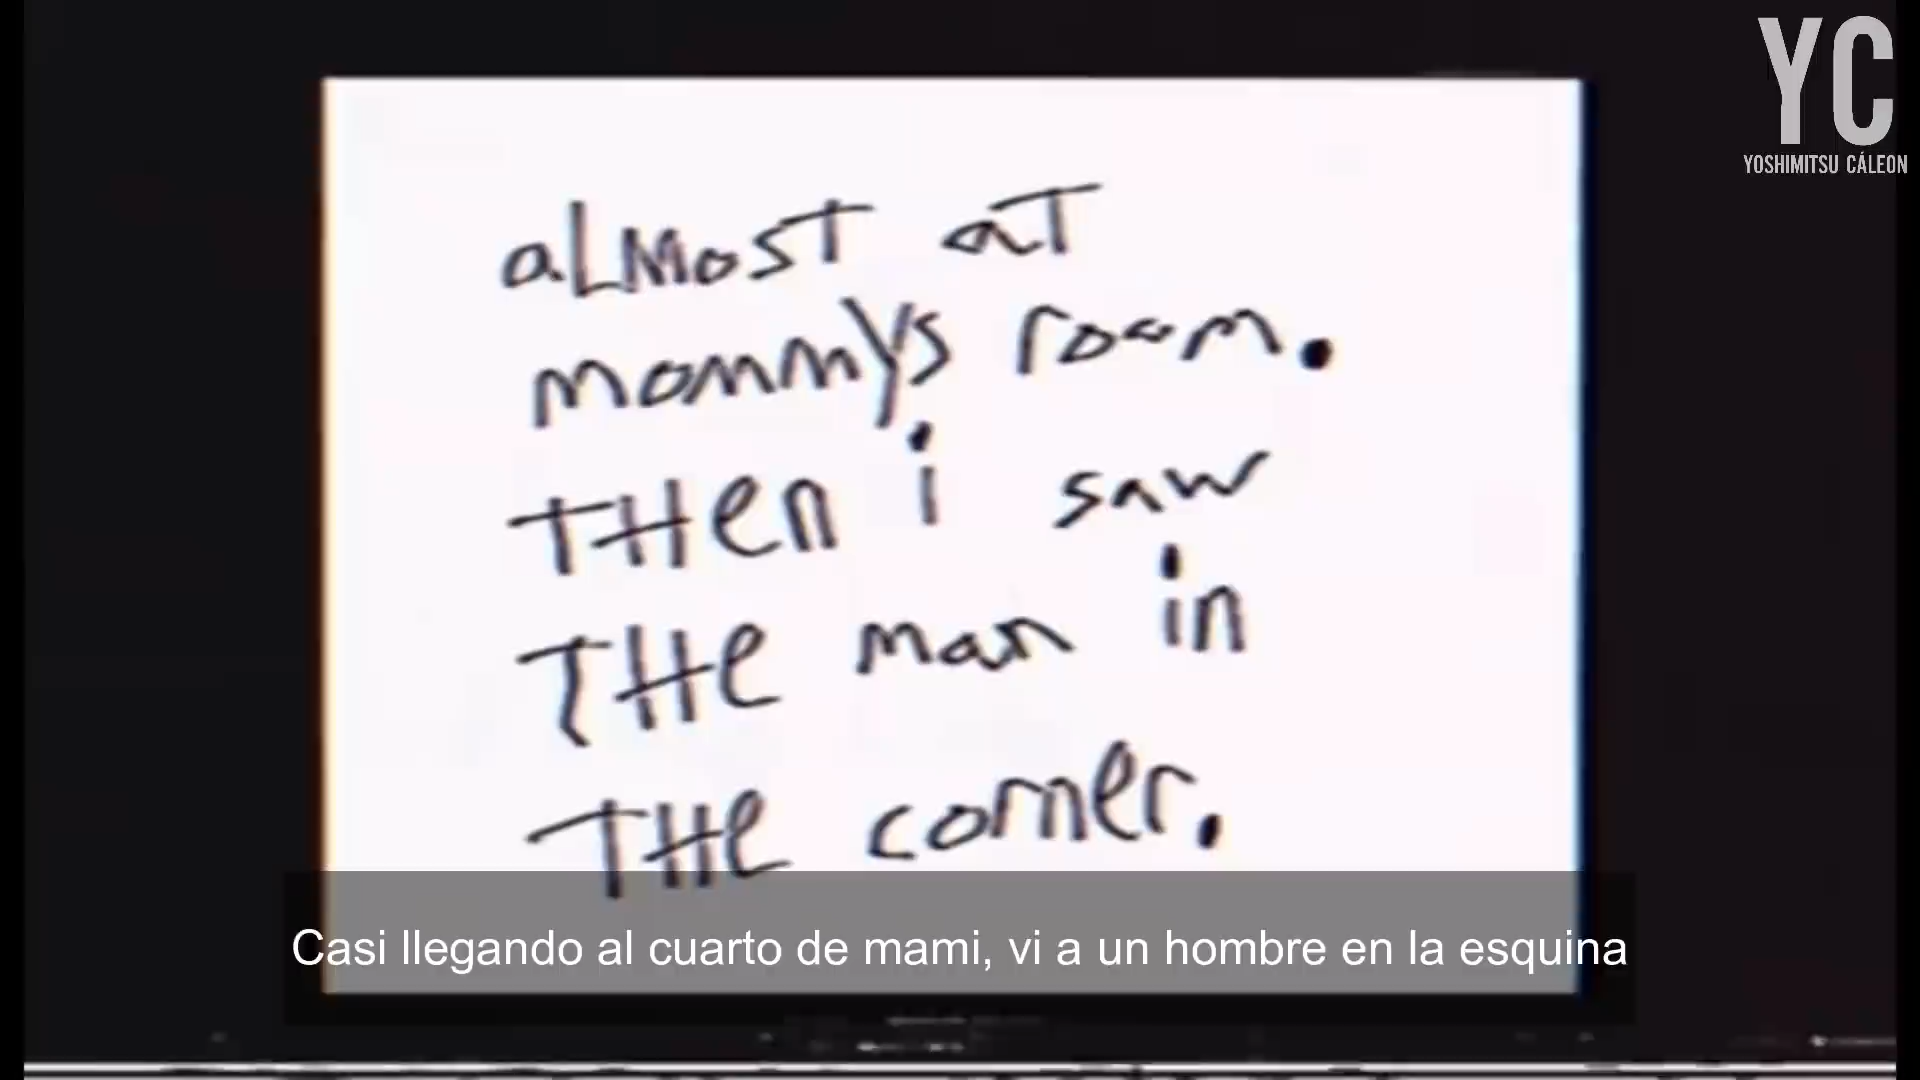 YC
YOSHIMITSU CÁLEON
aLMOST aT
mommys room.
THen i saw
THe man in
THe corner.
Casi llegando al cuarto de mami, vi a un hombre en la esquina